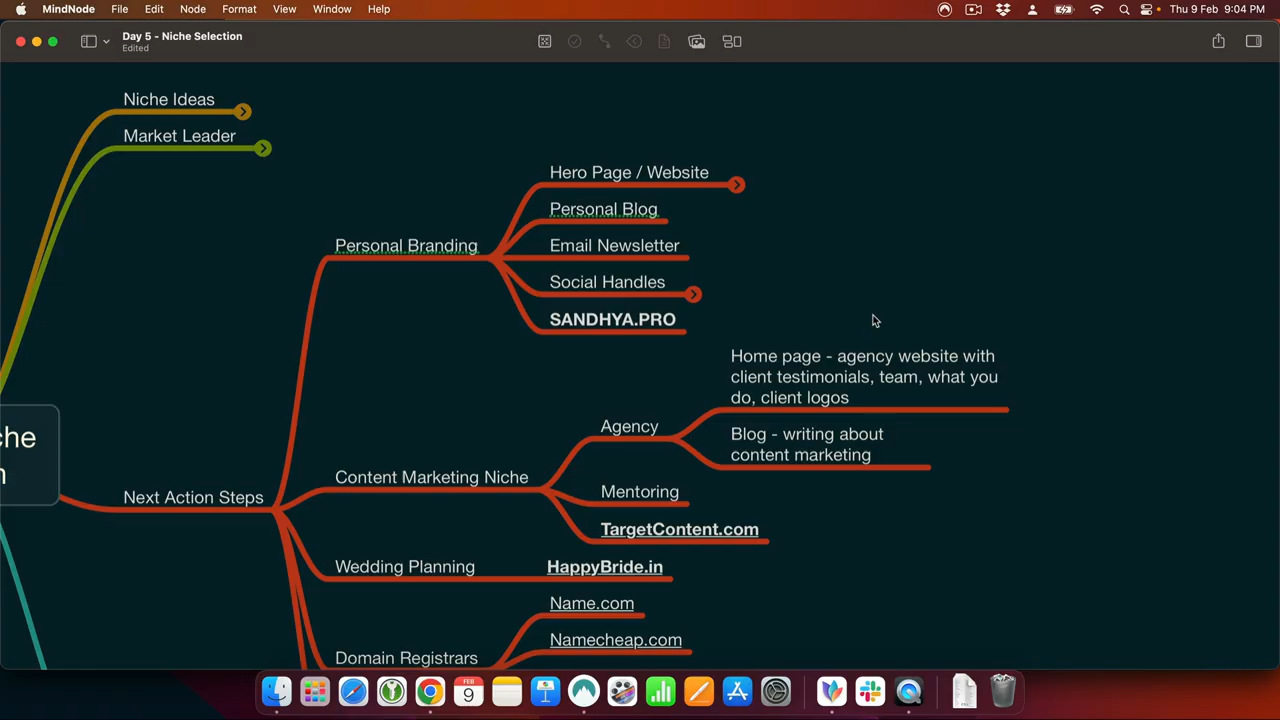 MindNode File Edit Node Format View Window Help Thu 9 Feb 9:04 PM
Day 5 - Niche Selection
Edited
Niche Ideas
Market Leader
Hero Page / Website
Personal Blog
Personal Branding
Email Newsletter
Social Handles
SANDHYA.PRO
Home page - agency website with
client testimonials, team, what you
do, client logos
Agency
Blog - writing about
content marketing
Content Marketing Niche
Mentoring
Next Action Steps
TargetContent.com
Wedding Planning
HappyBride.in
Name.com
Namecheap.com
Domain Registrars
FEB
9